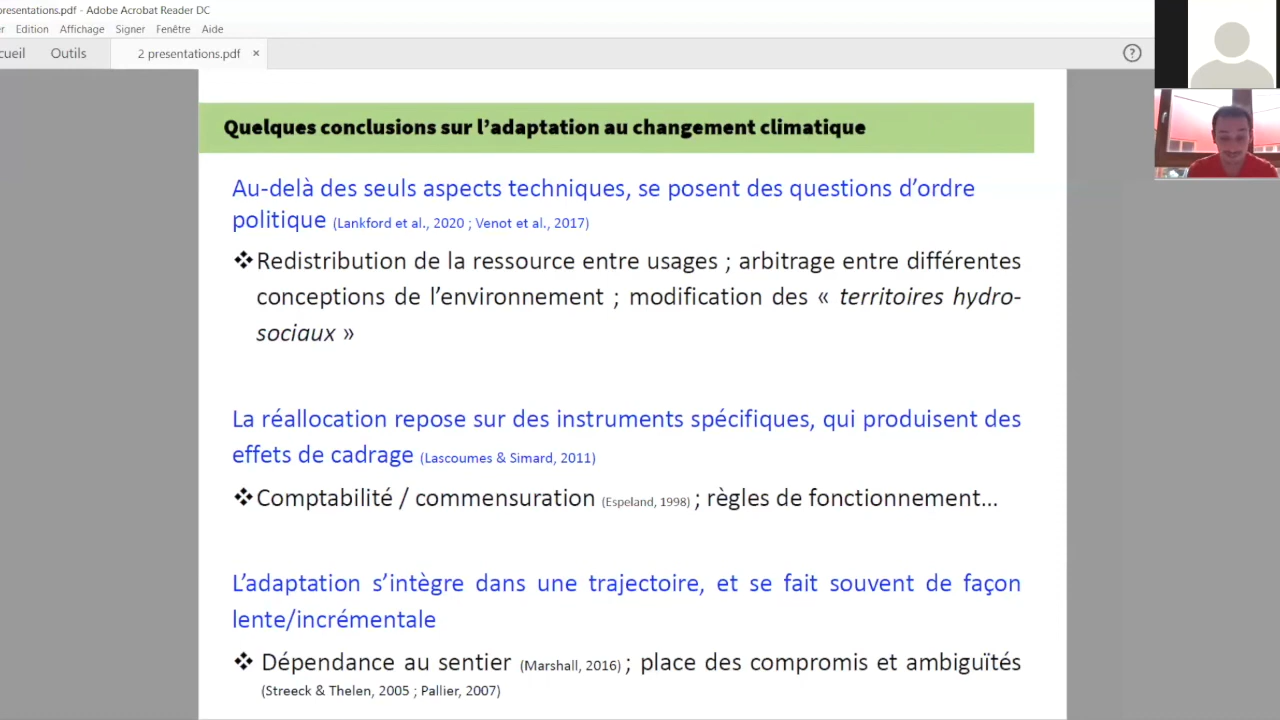 presentations.pdf - Adobe Acrobat Reader DC
Edition Affichage Signer Fenêtre Aide
cueil Outils 2 presentations.pdf ×
?
Quelques conclusions sur l’adaptation au changement climatique
Au-delà des seuls aspects techniques, se posent des questions d’ordre
politique (Lankford et al., 2020 ; Venot et al., 2017)
❖Redistribution de la ressource entre usages ; arbitrage entre différentes
conceptions de l’environnement ; modification des « territoires hydro-
sociaux »
La réallocation repose sur des instruments spécifiques, qui produisent des
effets de cadrage (Lascoumes & Simard, 2011)
❖Comptabilité / commensuration (Espeland, 1998) ; règles de fonctionnement...
L’adaptation s’intègre dans une trajectoire, et se fait souvent de façon
lente/incrémentale
❖ Dépendance au sentier (Marshall, 2016) ; place des compromis et ambiguïtés
(Streeck & Thelen, 2005 ; Pallier, 2007)